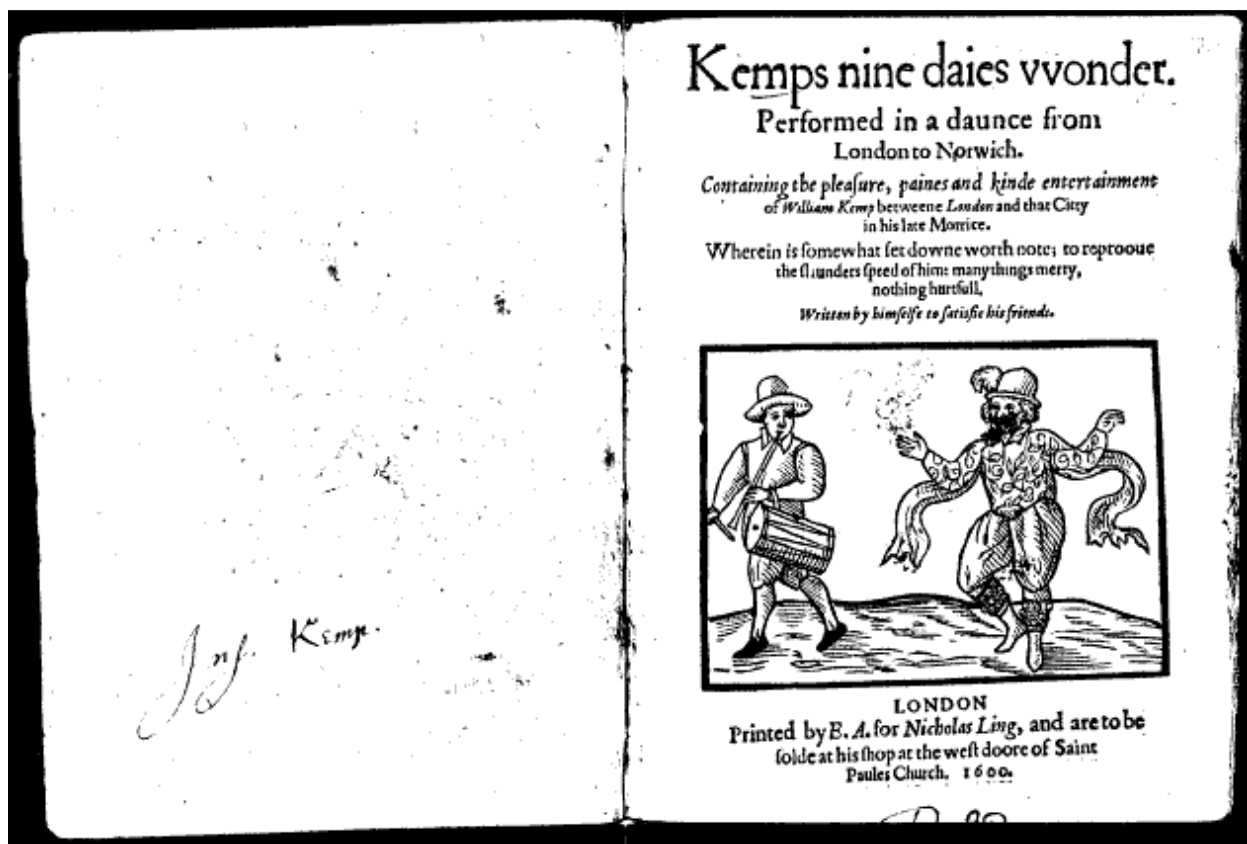 Kemp.
Kemps nine daies vvonder.
Performed in a daunce from
London to Norwich.
Containing the pleaſure, paines and kinde entertainment
of William Kemp betweene London and that Citty
in his late Morrice.
Wherein is ſomewhat ſet downe worth note; to reprooue
the ſlaunders ſpred of him: many things merry,
nothing hurtfull.
Written by himſelfe to ſatisfie his friends.
LONDON
Printed by E. A. for Nicholas Ling, and are to be
ſolde at his ſhop at the weſt doore of Saint
Paules Church. 1600.